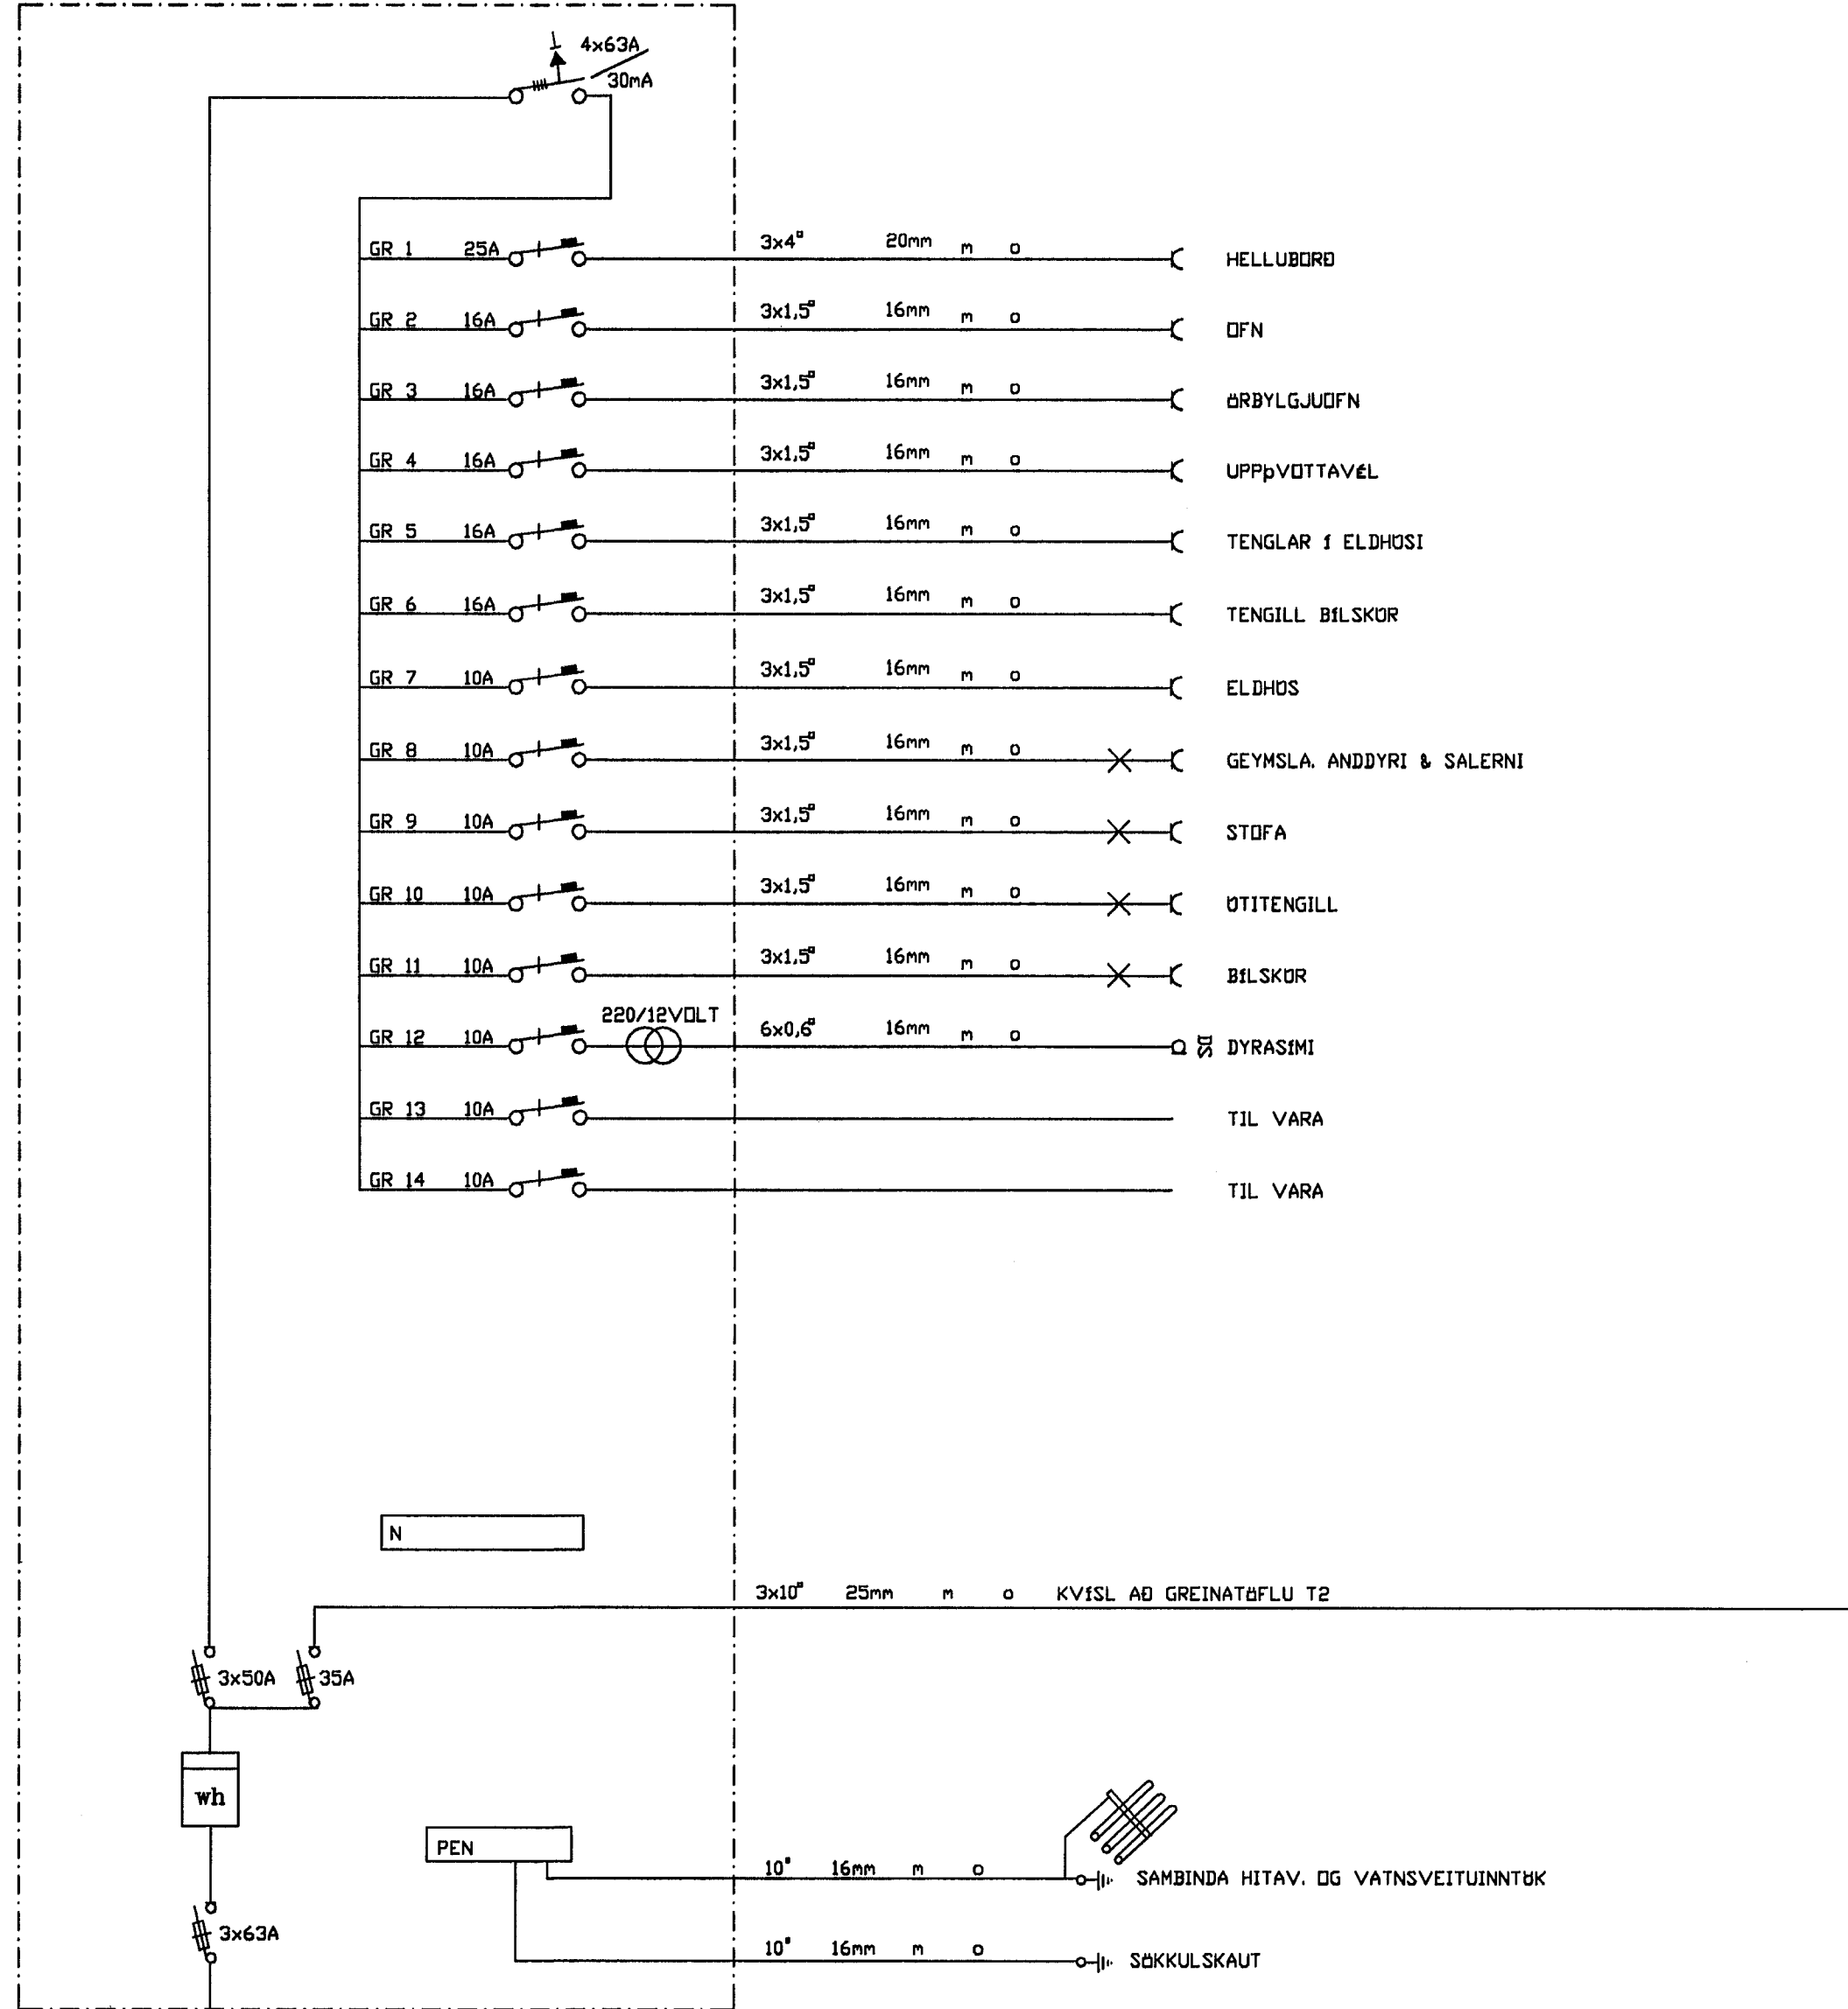 4x63A
30mA
GR 1 25A 3x4▫ 20mm m o HELLUBORÐ
GR 2 16A 3x1,5▫ 16mm m o OFN
GR 3 16A 3x1,5▫ 16mm m o ÖRBYLGJUOFN
GR 4 16A 3x1,5▫ 16mm m o UPPÞVOTTAVÉL
GR 5 16A 3x1,5▫ 16mm m o TENGLAR Í ELDHÚSI
GR 6 16A 3x1,5▫ 16mm m o TENGILL BÍLSKÚR
GR 7 10A 3x1,5▫ 16mm m o ELDHÚS
GR 8 10A 3x1,5▫ 16mm m o GEYMSLA, ANDDYRI & SALERNI
GR 9 10A 3x1,5▫ 16mm m o STOFA
GR 10 10A 3x1,5▫ 16mm m o ÚTITENGILL
GR 11 10A 3x1,5▫ 16mm m o BÍLSKÚR
GR 12 10A 220/12VOLT 6x0,6▫ 16mm m o DS DYRASÍMI
GR 13 10A TIL VARA
GR 14 10A TIL VARA
N
3x10▫ 25mm m o KVÍSL AÐ GREINATÖFLU T2
3x50A 35A
wh
PEN
10▫ 16mm m o SAMBINDA HITAV. OG VATNSVEITUINNTÖK
3x63A
10▫ 16mm m o SÖKKULSKAUT